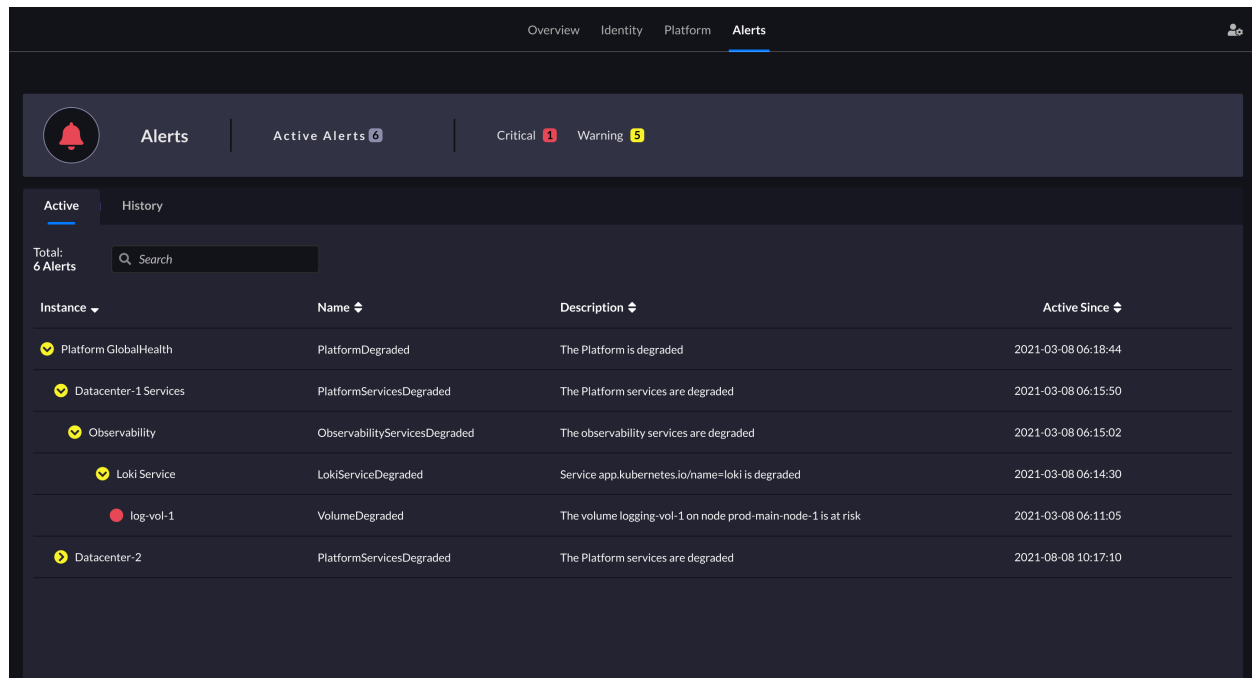 Overview Identity Platform Alerts
Alerts Active Alerts 6 Critical 1 Warning 5
Active History
Total:
6 Alerts
Search
Instance Name Description Active Since
Platform GlobalHealth PlatformDegraded The Platform is degraded 2021-03-08 06:18:44
Datacenter-1 Services PlatformServicesDegraded The Platform services are degraded 2021-03-08 06:15:50
Observability ObservabilityServicesDegraded The observability services are degraded 2021-03-08 06:15:02
Loki Service LokiServiceDegraded Service app.kubernetes.io/name=loki is degraded 2021-03-08 06:14:30
log-vol-1 VolumeDegraded The volume logging-vol-1 on node prod-main-node-1 is at risk 2021-03-08 06:11:05
Datacenter-2 PlatformServicesDegraded The Platform services are degraded 2021-08-08 10:17:10